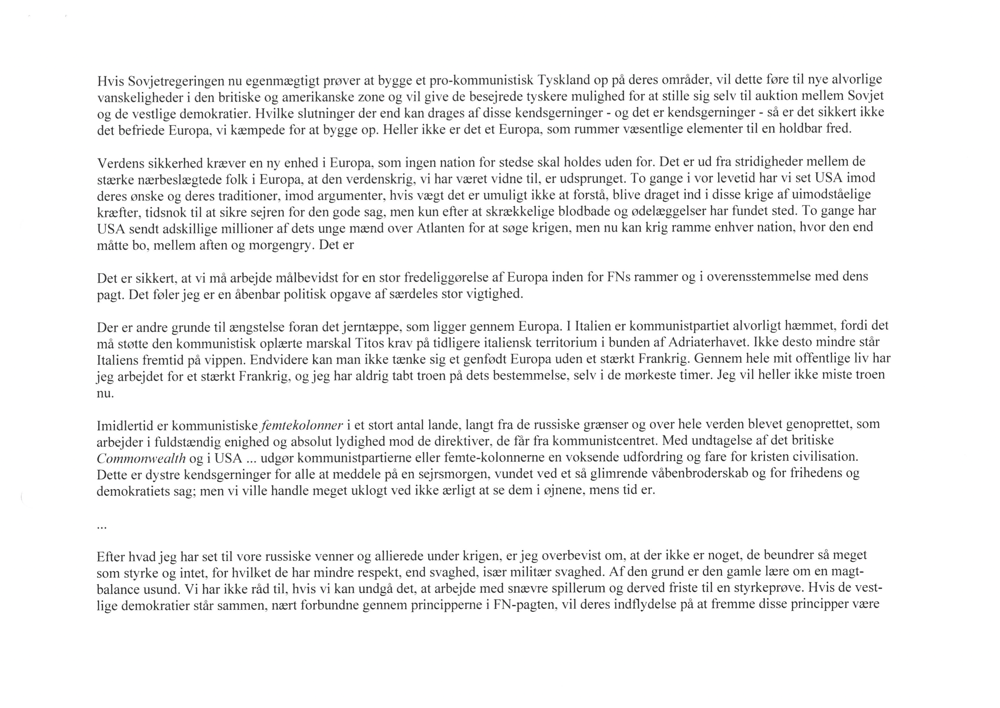 Hvis Sovjetregeringen nu egenmægtigt prøver at bygge et pro-kommunistisk Tyskland op på deres områder, vil dette føre til nye alvorlige
vanskeligheder i den britiske og amerikanske zone og vil give de besejrede tyskere mulighed for at stille sig selv til auktion mellem Sovjet
og de vestlige demokratier. Hvilke slutninger der end kan drages af disse kendsgerninger - og det er kendsgerninger - så er det sikkert ikke
det befriede Europa, vi kæmpede for at bygge op. Heller ikke er det et Europa, som rummer væsentlige elementer til en holdbar fred.
Verdens sikkerhed kræver en ny enhed i Europa, som ingen nation for stedse skal holdes uden for. Det er ud fra stridigheder mellem de
stærke nærbeslægtede folk i Europa, at den verdenskrig, vi har været vidne til, er udsprunget. To gange i vor levetid har vi set USA imod
deres ønske og deres traditioner, imod argumenter, hvis vægt det er umuligt ikke at forstå, blive draget ind i disse krige af uimodståelige
kræfter, tidsnok til at sikre sejren for den gode sag, men kun efter at skrækkelige blodbade og ødelæggelser har fundet sted. To gange har
USA sendt adskillige millioner af dets unge mænd over Atlanten for at søge krigen, men nu kan krig ramme enhver nation, hvor den end
måtte bo, mellem aften og morgengry. Det er
Det er sikkert, at vi må arbejde målbevidst for en stor fredeliggørelse af Europa inden for FNs rammer og i overensstemmelse med dens
pagt. Det føler jeg er en åbenbar politisk opgave af særdeles stor vigtighed.
Der er andre grunde til ængstelse foran det jerntæppe, som ligger gennem Europa. I Italien er kommunistpartiet alvorligt hæmmet, fordi det
må støtte den kommunistisk oplærte marskal Titos krav på tidligere italiensk territorium i bunden af Adriaterhavet. Ikke desto mindre står
Italiens fremtid på vippen. Endvidere kan man ikke tænke sig et genfødt Europa uden et stærkt Frankrig. Gennem hele mit offentlige liv har
jeg arbejdet for et stærkt Frankrig, og jeg har aldrig tabt troen på dets bestemmelse, selv i de mørkeste timer. Jeg vil heller ikke miste troen
nu.
Imidlertid er kommunistiske femtekolonner i et stort antal lande, langt fra de russiske grænser og over hele verden blevet genoprettet, som
arbejder i fuldstændig enighed og absolut lydighed mod de direktiver, de får fra kommunistcentret. Med undtagelse af det britiske
Commonwealth og i USA ... udgør kommunistpartierne eller femte-kolonnerne en voksende udfordring og fare for kristen civilisation.
Dette er dystre kendsgerninger for alle at meddele på en sejrsmorgen, vundet ved et så glimrende våbenbroderskab og for frihedens og
demokratiets sag; men vi ville handle meget uklogt ved ikke ærligt at se dem i øjnene, mens tid er.
...
Efter hvad jeg har set til vore russiske venner og allierede under krigen, er jeg overbevist om, at der ikke er noget, de beundrer så meget
som styrke og intet, for hvilket de har mindre respekt, end svaghed, især militær svaghed. Af den grund er den gamle lære om en magt-
balance usund. Vi har ikke råd til, hvis vi kan undgå det, at arbejde med snævre spillerum og derved friste til en styrkeprøve. Hvis de vest-
lige demokratier står sammen, nært forbundne gennem principperne i FN-pagten, vil deres indflydelse på at fremme disse principper være